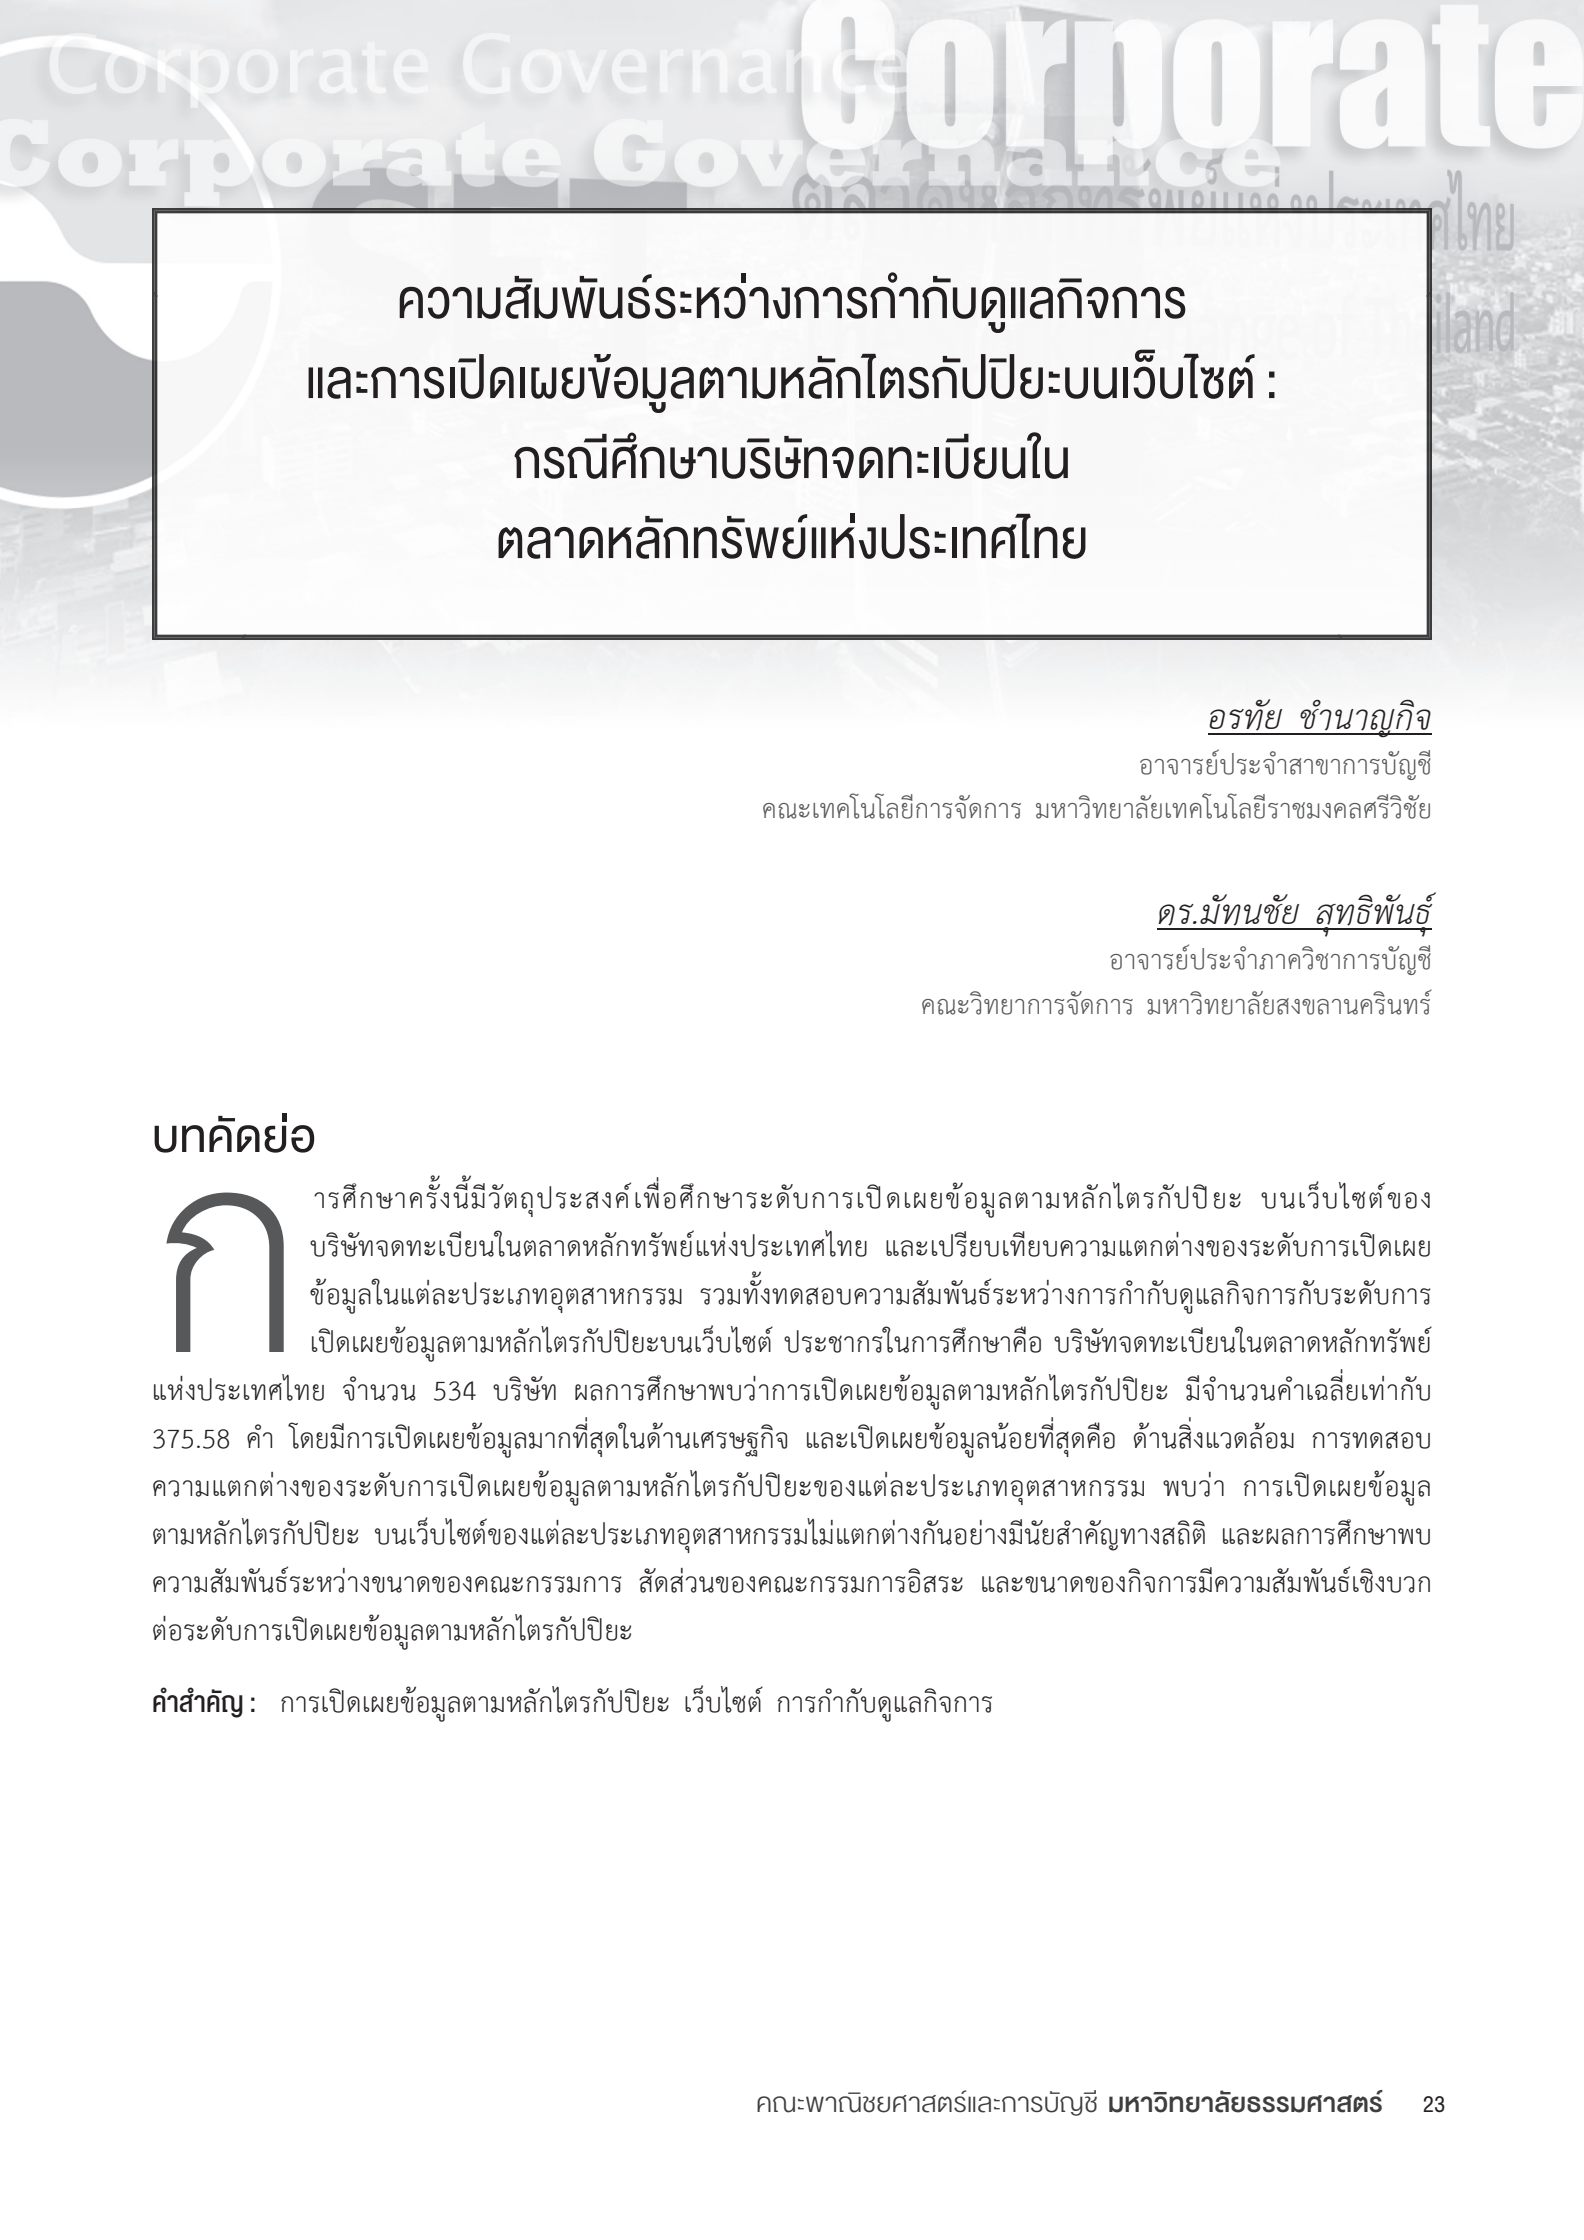 Corporate Governance
Corporate
Corporate Governance
ตลาดหลักทรัพย์แห่งประเทศไทย
ความสัมพันธ์ระหว่างการกำกับดูแลกิจการ
และการเปิดเผยข้อมูลตามหลักไตรกัปปิยะบนเว็บไซต์ :
กรณีศึกษาบริษัทจดทะเบียนใน
ตลาดหลักทรัพย์แห่งประเทศไทย
อรทัย ชำนาญกิจ
อาจารย์ประจำสาขาการบัญชี
คณะเทคโนโลยีการจัดการ มหาวิทยาลัยเทคโนโลยีราชมงคลศรีวิชัย
ดร.มัทนชัย สุทธิพันธุ์
อาจารย์ประจำภาควิชาการบัญชี
คณะวิทยาการจัดการ มหาวิทยาลัยสงขลานครินทร์
บทคัดย่อ
การศึกษาครั้งนี้มีวัตถุประสงค์เพื่อศึกษาระดับการเปิดเผยข้อมูลตามหลักไตรกัปปิยะ บนเว็บไซต์ของ
บริษัทจดทะเบียนในตลาดหลักทรัพย์แห่งประเทศไทย และเปรียบเทียบความแตกต่างของระดับการเปิดเผย
ข้อมูลในแต่ละประเภทอุตสาหกรรม รวมทั้งทดสอบความสัมพันธ์ระหว่างการกำกับดูแลกิจการกับระดับการ
เปิดเผยข้อมูลตามหลักไตรกัปปิยะบนเว็บไซต์ ประชากรในการศึกษาคือ บริษัทจดทะเบียนในตลาดหลักทรัพย์
แห่งประเทศไทย จำนวน 534 บริษัท ผลการศึกษาพบว่าการเปิดเผยข้อมูลตามหลักไตรกัปปิยะ มีจำนวนคำเฉลี่ยเท่ากับ
375.58 คำ โดยมีการเปิดเผยข้อมูลมากที่สุดในด้านเศรษฐกิจ และเปิดเผยข้อมูลน้อยที่สุดคือ ด้านสิ่งแวดล้อม การทดสอบ
ความแตกต่างของระดับการเปิดเผยข้อมูลตามหลักไตรกัปปิยะของแต่ละประเภทอุตสาหกรรม พบว่า การเปิดเผยข้อมูล
ตามหลักไตรกัปปิยะ บนเว็บไซต์ของแต่ละประเภทอุตสาหกรรมไม่แตกต่างกันอย่างมีนัยสำคัญทางสถิติ และผลการศึกษาพบ
ความสัมพันธ์ระหว่างขนาดของคณะกรรมการ สัดส่วนของคณะกรรมการอิสระ และขนาดของกิจการมีความสัมพันธ์เชิงบวก
ต่อระดับการเปิดเผยข้อมูลตามหลักไตรกัปปิยะ
คำสำคัญ : การเปิดเผยข้อมูลตามหลักไตรกัปปิยะ เว็บไซต์ การกำกับดูแลกิจการ
คณะพาณิชยศาสตร์และการบัญชี มหาวิทยาลัยธรรมศาสตร์ 23